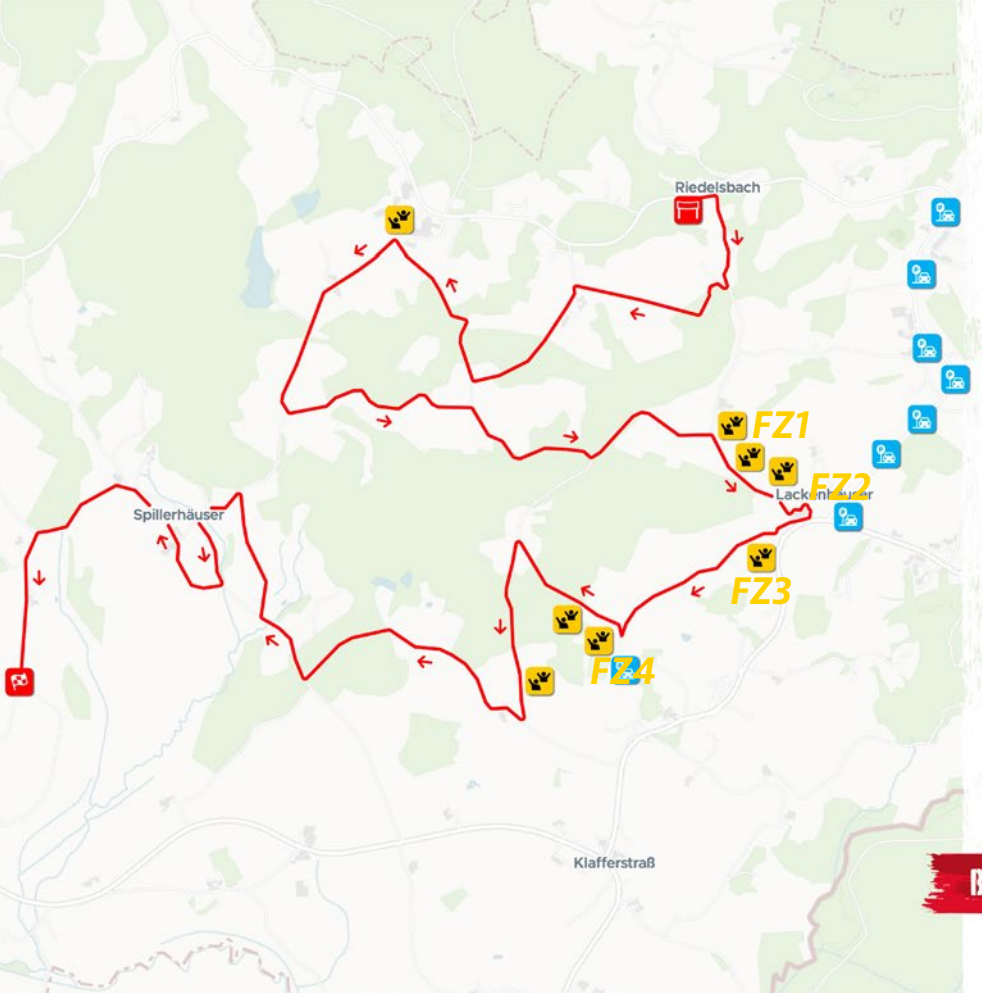 Riedelsbach
FZ1
FZ2
Lackenhäuser
Spillerhäuser
FZ3
FZ4
Klafferstraß